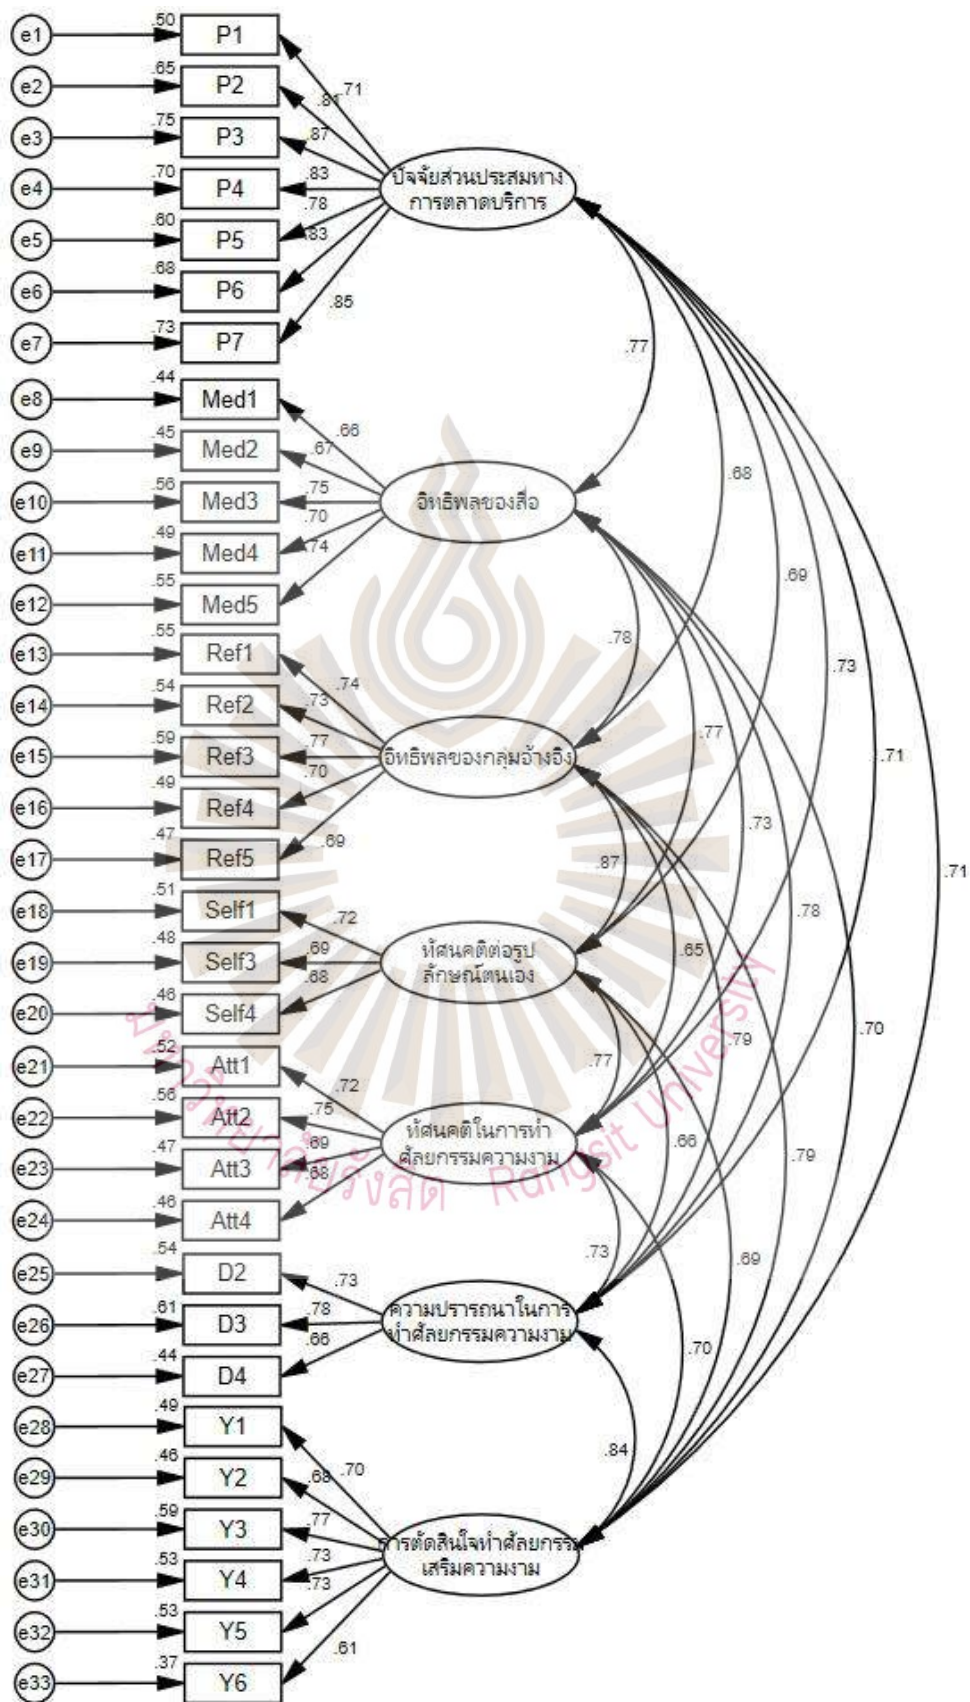 e1 .50 P1
.71
e2 .65 P2
.81
e3 .75 P3
.87
e4 .70 P4
.83
ปัจจัยส่วนประสมทาง
การตลาดบริการ
.78
e5 .60 P5
.83
e6 .68 P6
.85
e7 .73 P7
.77
e8 .44 Med1
.66
e9 .45 Med2
.67
.68
e10 .56 Med3
.75
อิทธิพลของสื่อ
.70
e11 .49 Med4
.74
.69
e12 .55 Med5
.78
e13 .55 Ref1
.73
.74
e14 .54 Ref2
.73
.77
e15 .59 Ref3
.77
อิทธิพลของกลุ่มอ้างอิง
.71
.70
e16 .49 Ref4
.73
.69
e17 .47 Ref5
.87
.71
e18 .51 Self1
.72
.78
e19 .48 Self3
.69
ทัศนคติต่อรูป
ลักษณ์ตนเอง
.65
.68
e20 .46 Self4
.70
.79
e21 .52 Att1
.77
.72
e22 .56 Att2
.75
ทัศนคติในการทำ
ศัลยกรรมความงาม
.66
.69
e23 .47 Att3
.79
.68
e24 .46 Att4
มหาวิทยาลัยรังสิต Rangsit University
.73
.69
e25 .54 D2
.73
e26 .61 D3
.78
ความปรารถนาในการ
ทำศัลยกรรมความงาม
.66
.70
e27 .44 D4
e28 .49 Y1
.84
.70
e29 .46 Y2
.68
e30 .59 Y3
.77
การตัดสินใจทำศัลยกรรม
เสริมความงาม
.73
e31 .53 Y4
.73
e32 .53 Y5
.61
e33 .37 Y6